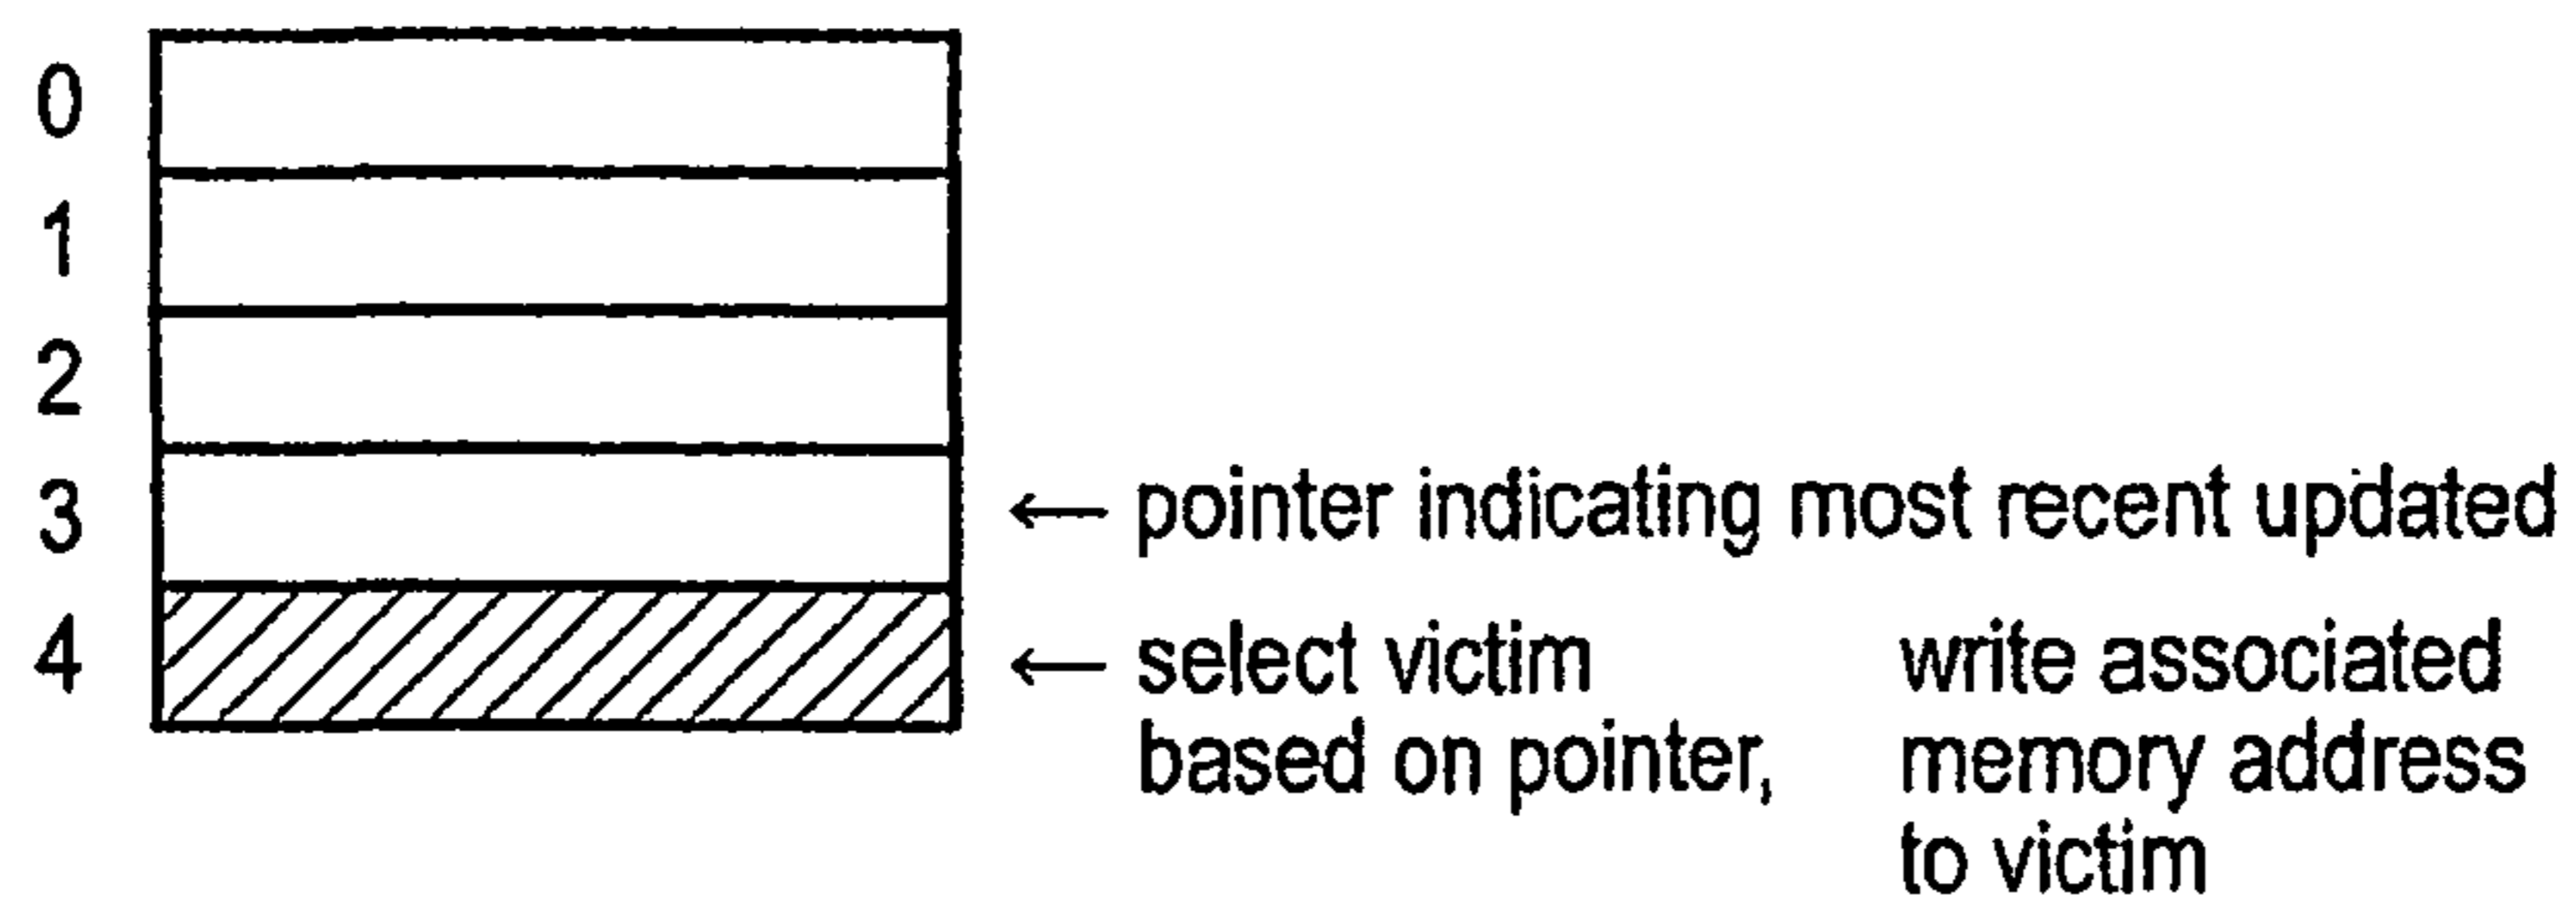 0
1
2
3 ← pointer indicating most recent updated
4 ← select victim write associated
based on pointer, memory address
to victim